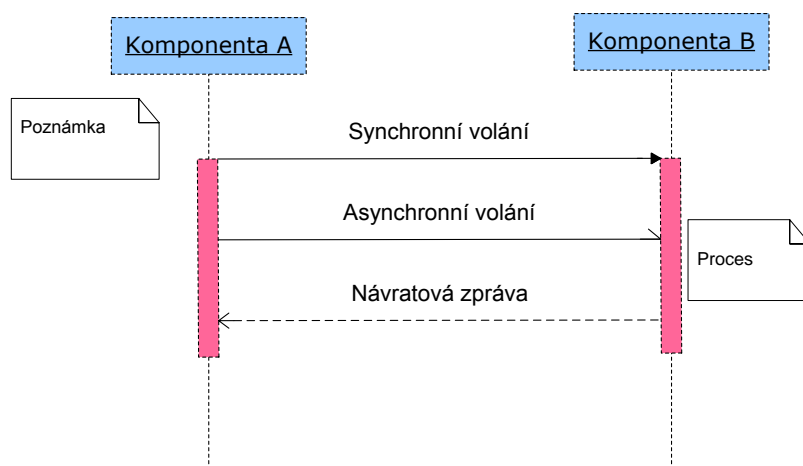 Komponenta A
Komponenta B
Poznámka
Synchronní volání
Asynchronní volání
Proces
Návratová zpráva